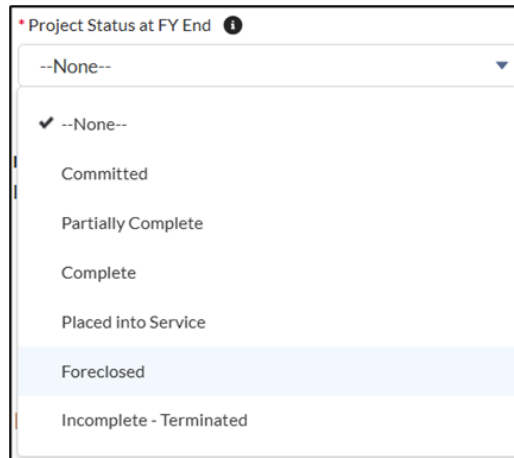 * Project Status at FY End
--None--
--None--
Committed
Partially Complete
Complete
Placed into Service
Foreclosed
Incomplete - Terminated